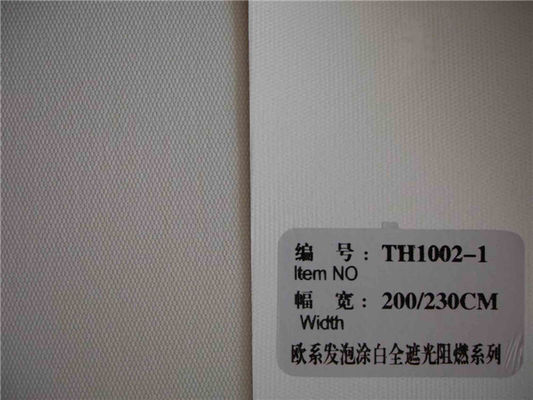 编 号: TH1002-1
Item NO
幅 宽: 200/230CM
Width
欧系发泡涂白全遮光阻燃系列